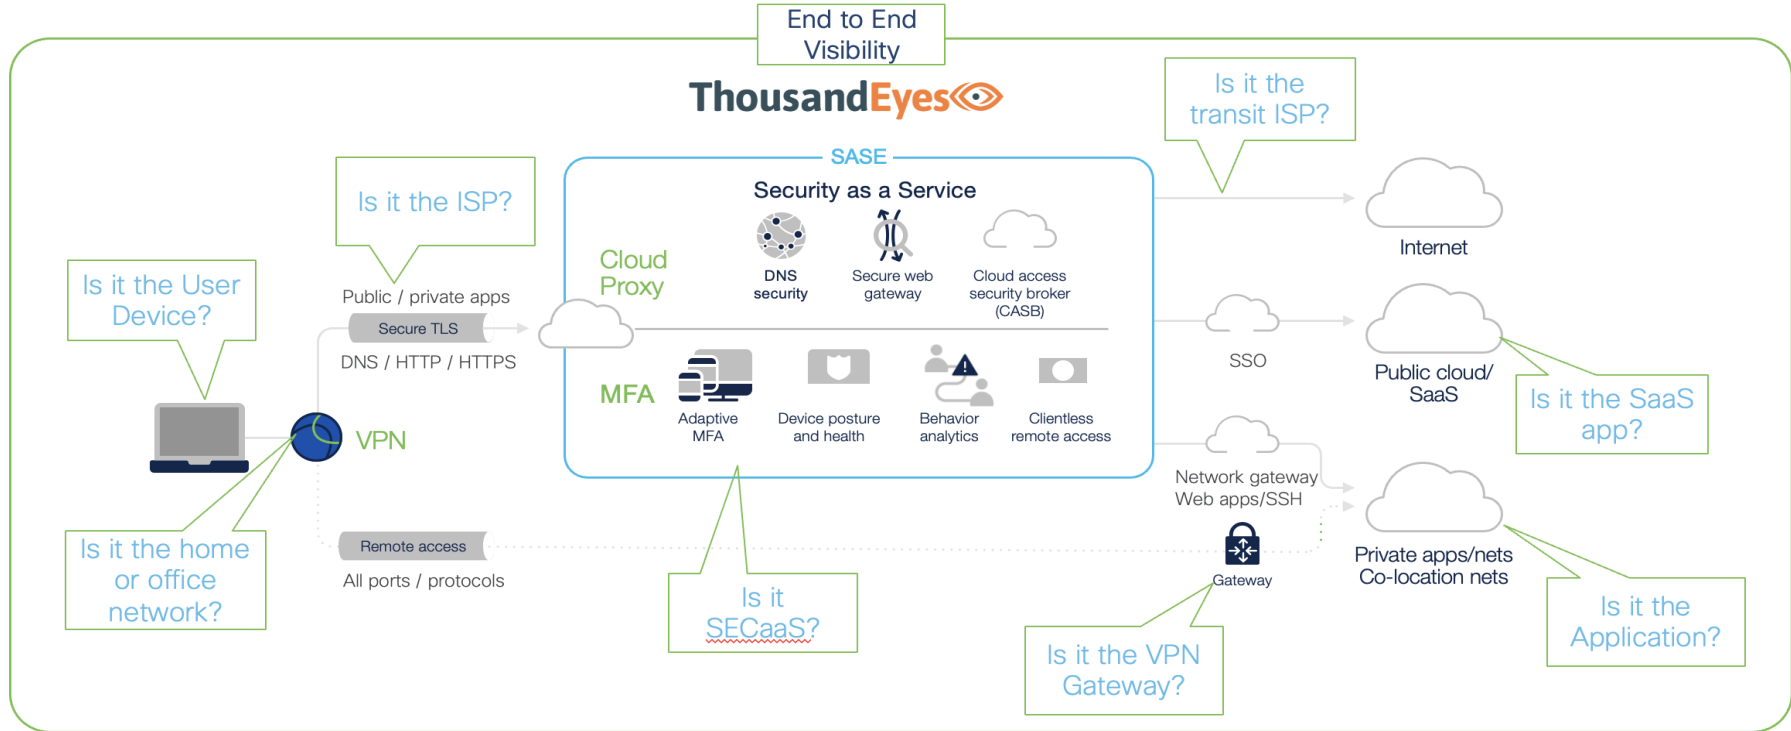 End to End
Visibility
ThousandEyes
Is it the
transit ISP?
SASE
Security as a Service
Is it the ISP?
Internet
Cloud
Proxy
DNS
security
Secure web
gateway
Cloud access
security broker
(CASB)
Is it the User
Device?
Public / private apps
Secure TLS
DNS / HTTP / HTTPS
SSO
Public cloud/
SaaS
Is it the SaaS
app?
MFA
Adaptive
MFA
Device posture
and health
Behavior
analytics
Clientless
remote access
VPN
Network gateway
Web apps/SSH
Is it the home
or office
network?
Remote access
All ports / protocols
Gateway
Private apps/nets
Co-location nets
Is it
SECaaS?
Is it the VPN
Gateway?
Is it the
Application?